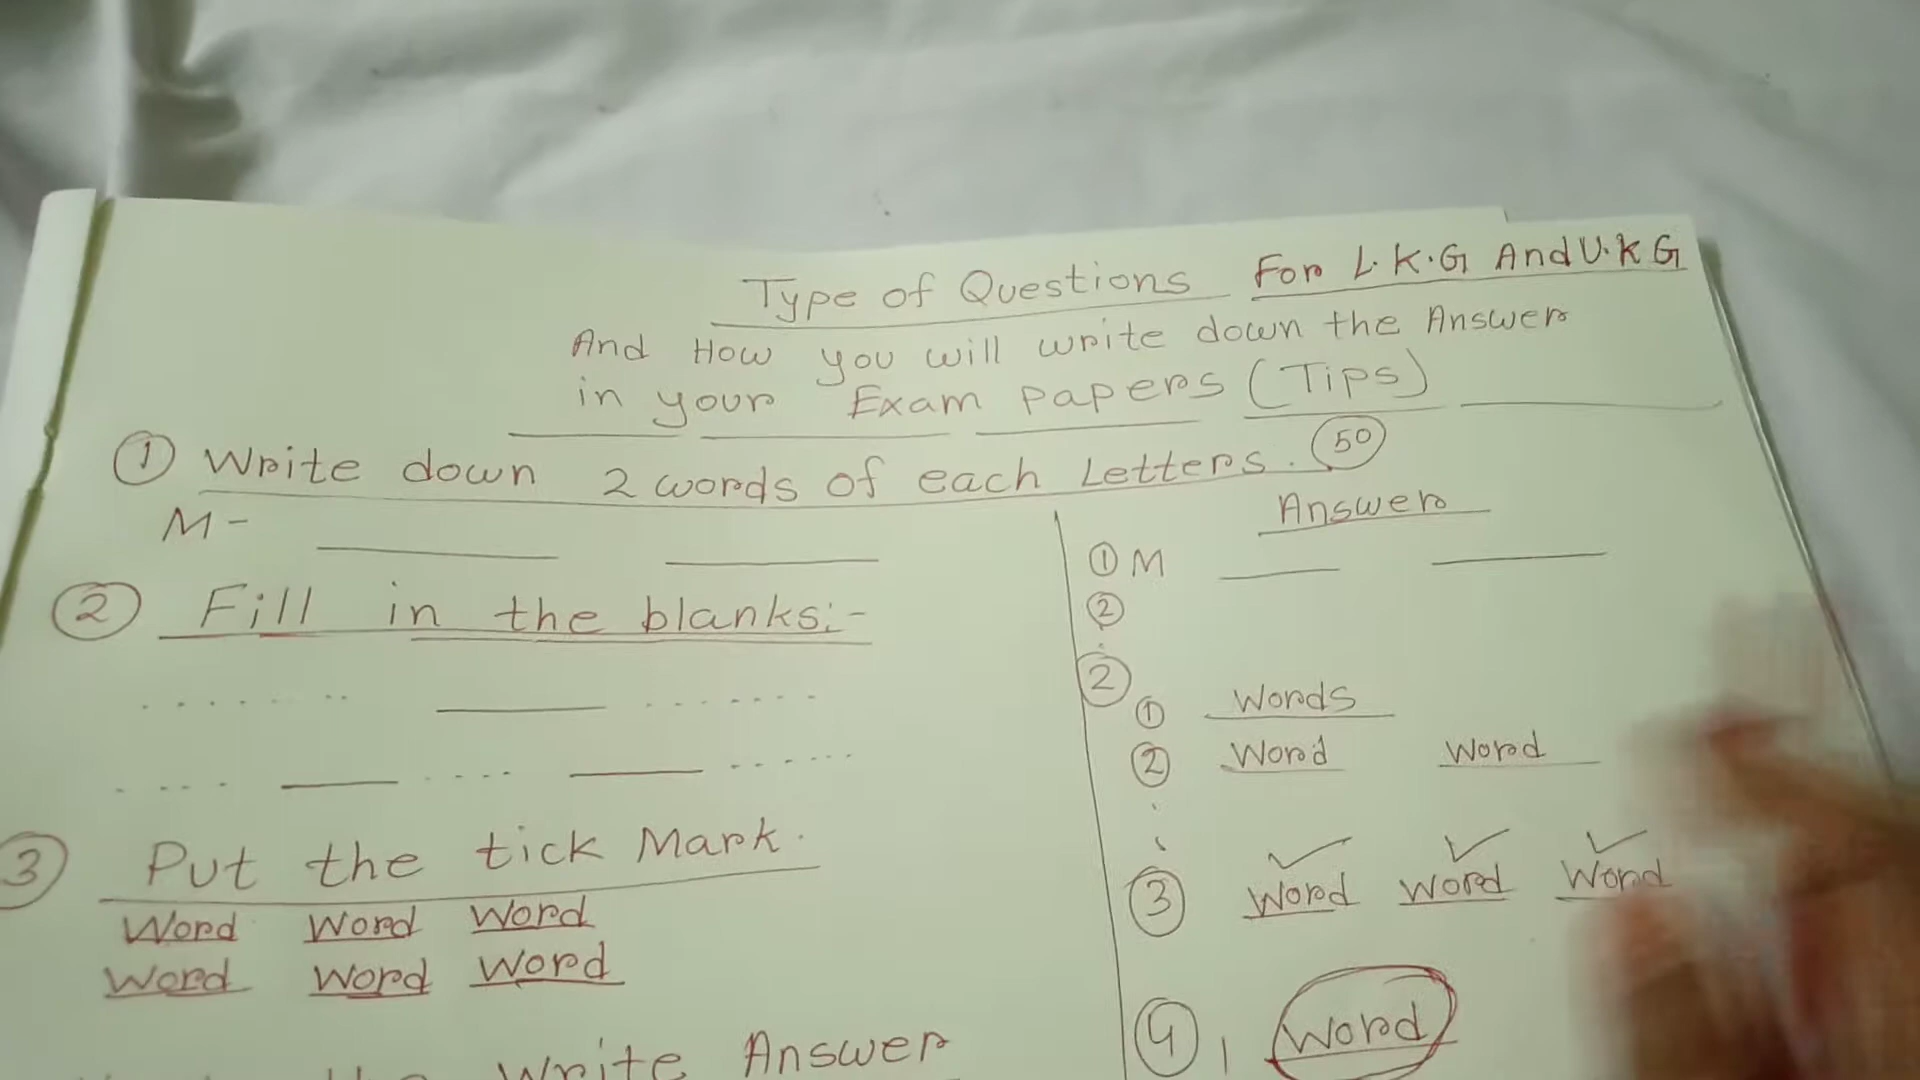 Type of Questions For L.K.G And U.K G
And How you will write down the Answer
in your Exam papers (Tips)
① Write down 2 words of each Letters. 50
M -
② Fill in the blanks:-
③ Put the tick Mark.
Word Word Word
Word Word Word
Write Answer
Answer
① M
②
②
① Words
② Word Word
③ Word Word Word
④ 1 Word